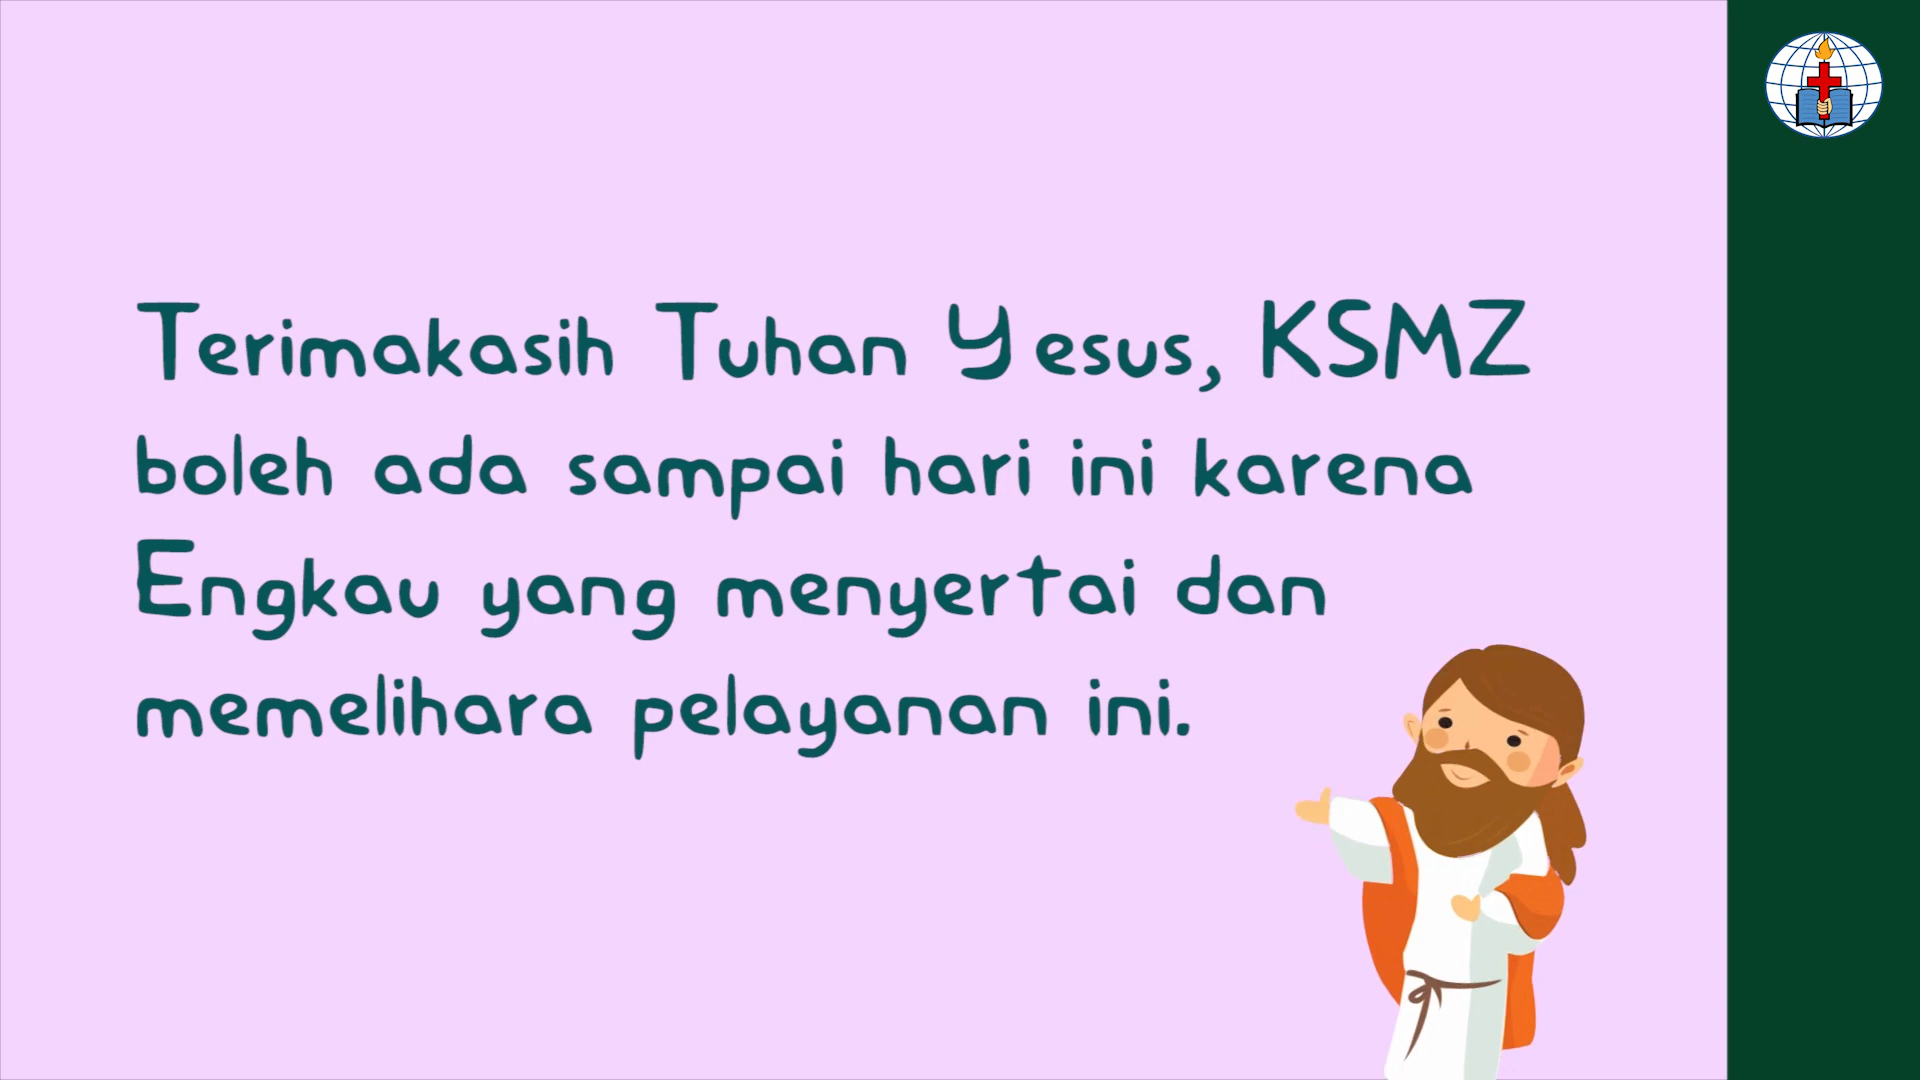 Terimakasih Tuhan Yesus, KSMZ
boleh ada sampai hari ini karena
Engkau yang menyertai dan
memelihara pelayanan ini.